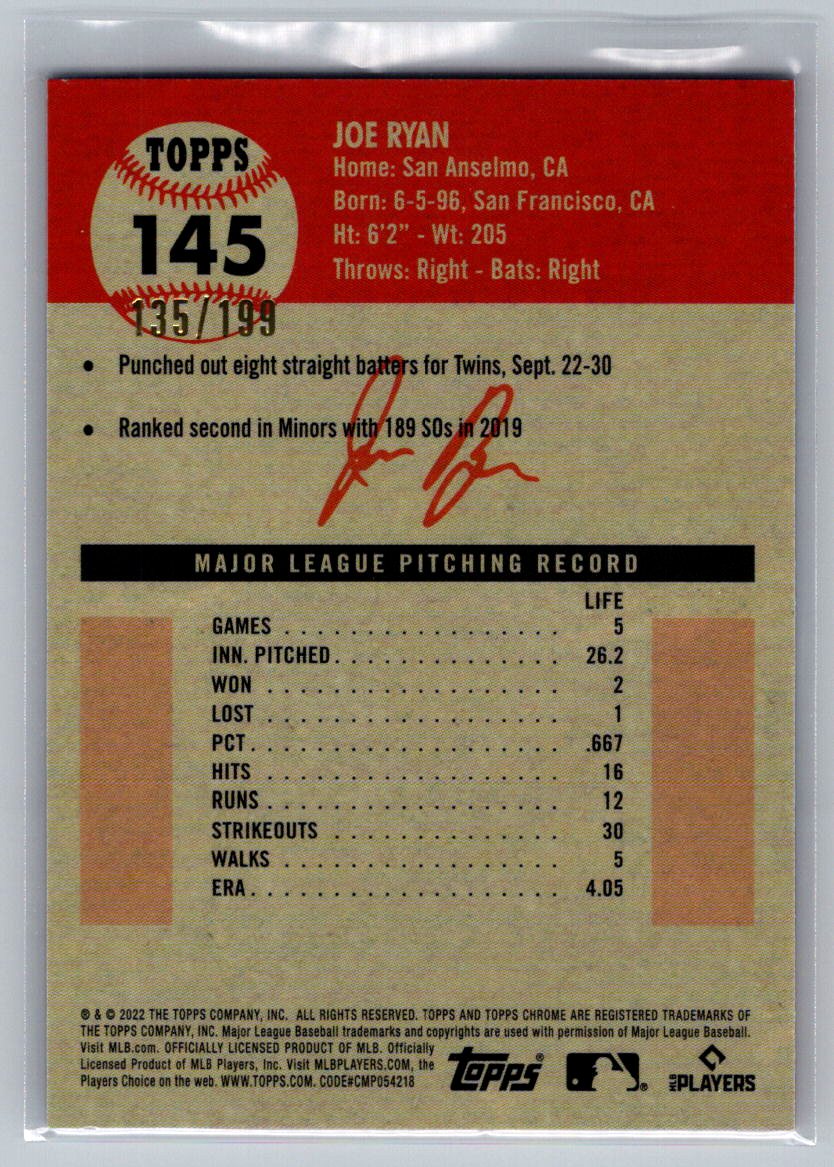 TOPPS
145
135/199
JOE RYAN
Home: San Anselmo, CA
Born: 6-5-96, San Francisco, CA
Ht: 6'2" - Wt: 205
Throws: Right - Bats: Right
• Punched out eight straight batters for Twins, Sept. 22-30
• Ranked second in Minors with 189 SOs in 2019
MAJOR LEAGUE PITCHING RECORD
LIFE
GAMES . . . . . . . . . . . . . . . . . 5
INN. PITCHED. . . . . . . . . . . . . . 26.2
WON . . . . . . . . . . . . . . . . . . 2
LOST . . . . . . . . . . . . . . . . . . 1
PCT. . . . . . . . . . . . . . . . . . . .667
HITS . . . . . . . . . . . . . . . . . . 16
RUNS . . . . . . . . . . . . . . . . . . 12
STRIKEOUTS . . . . . . . . . . . . . . 30
WALKS . . . . . . . . . . . . . . . . . 5
ERA. . . . . . . . . . . . . . . . . . . 4.05
® & © 2022 THE TOPPS COMPANY, INC. ALL RIGHTS RESERVED. TOPPS AND TOPPS CHROME ARE REGISTERED TRADEMARKS OF
THE TOPPS COMPANY, INC. Major League Baseball trademarks and copyrights are used with permission of Major League Baseball.
Visit MLB.com. OFFICIALLY LICENSED PRODUCT OF MLB. Officially
Licensed Product of MLB Players, Inc. Visit MLBPLAYERS.COM, the
Players Choice on the web. WWW.TOPPS.COM. CODE#CMP054218
Topps®
MLB PLAYERS